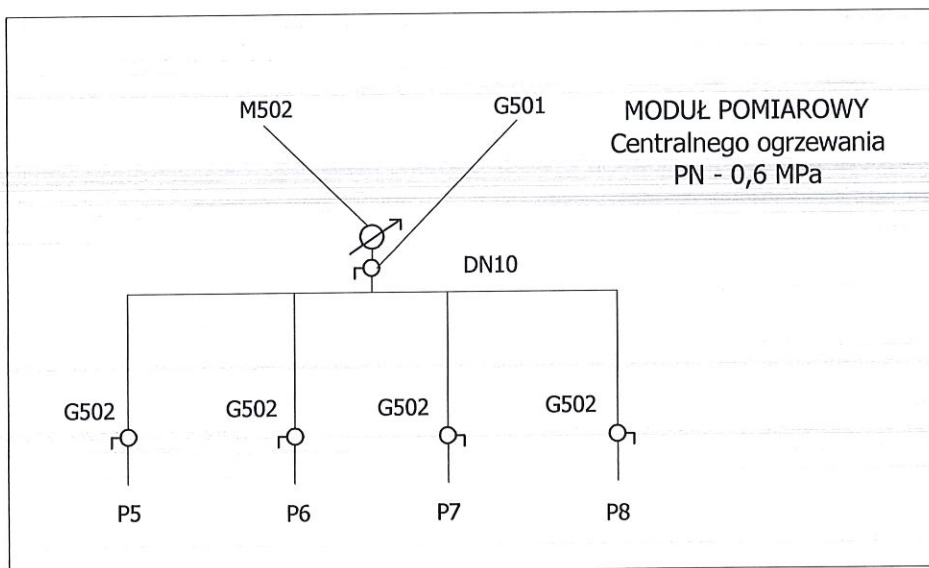 M502
G501
MODUŁ POMIAROWY
Centralnego ogrzewania
PN - 0,6 MPa
DN10
G502
G502
G502
G502
P5
P6
P7
P8